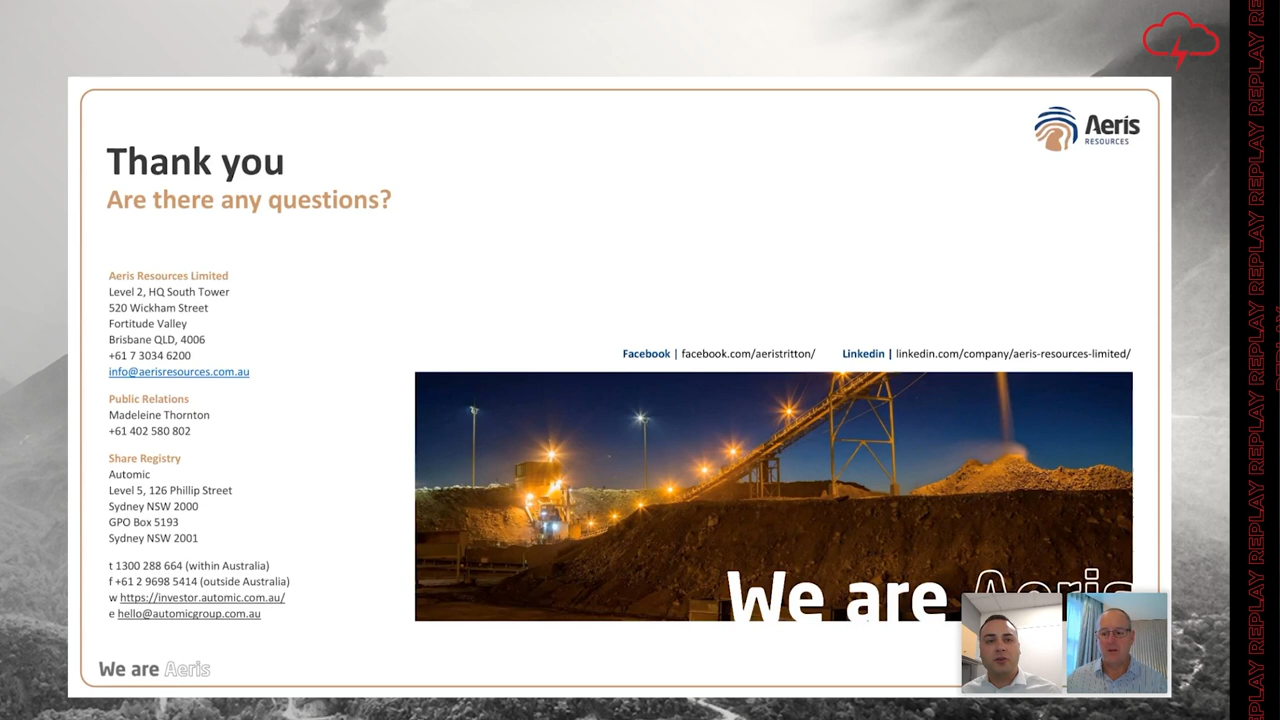 Aeris
RESOURCES
Thank you
Are there any questions?
Aeris Resources Limited
Level 2, HQ South Tower
520 Wickham Street
Fortitude Valley
Brisbane QLD, 4006
+61 7 3034 6200
info@aerisresources.com.au
Public Relations
Madeleine Thornton
+61 402 580 802
Share Registry
Automic
Level 5, 126 Phillip Street
Sydney NSW 2000
GPO Box 5193
Sydney NSW 2001
t 1300 288 664 (within Australia)
f +61 2 9698 5414 (outside Australia)
w https://investor.automic.com.au/
e hello@automicgroup.com.au
Facebook | facebook.com/aeristritton/ Linkedin | linkedin.com/company/aeris-resources-limited/
We are Aeris
We are Aeris
REPLAY REPLAY REPLAY REPLAY REPLAY REPLAY REPLAY REPLAY REPLAY